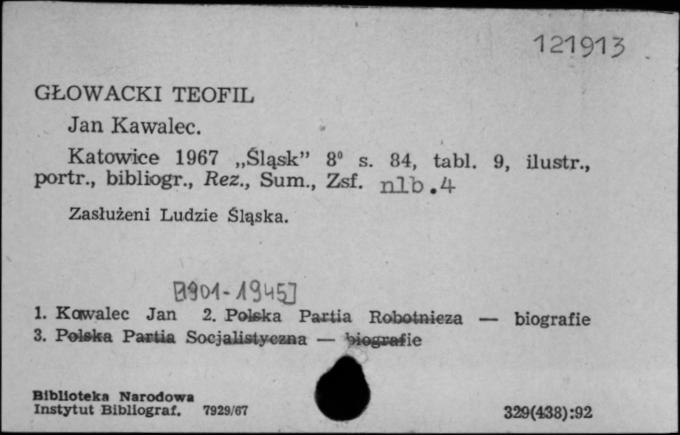 121913
GŁOWACKI TEOFIL
Jan Kawalec.
Katowice 1967 „Śląsk” 8⁰ s. 84, tabl. 9, ilustr.,
portr., bibliogr., Rez., Sum., Zsf. nlb.4
Zasłużeni Ludzie Śląska.
[1901-1945]
1. Kawalec Jan 2. Polska Partia Robotnicza — biografie
3. Polska Partia Socjalistyczna — biografie
Biblioteka Narodowa
Instytut Bibliograf. 7929/67
329(438):92